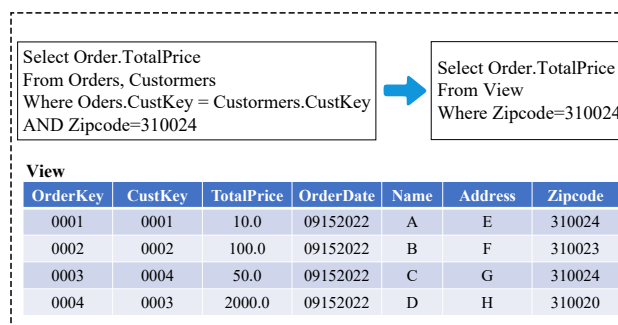 Select Order.TotalPrice
From Orders, Custormers
Where Oders.CustKey = Custormers.CustKey
AND Zipcode=310024
Select Order.TotalPrice
From View
Where Zipcode=310024
View
OrderKey CustKey TotalPrice OrderDate Name Address Zipcode
0001 0001 10.0 09152022 A E 310024
0002 0002 100.0 09152022 B F 310023
0003 0004 50.0 09152022 C G 310024
0004 0003 2000.0 09152022 D H 310020